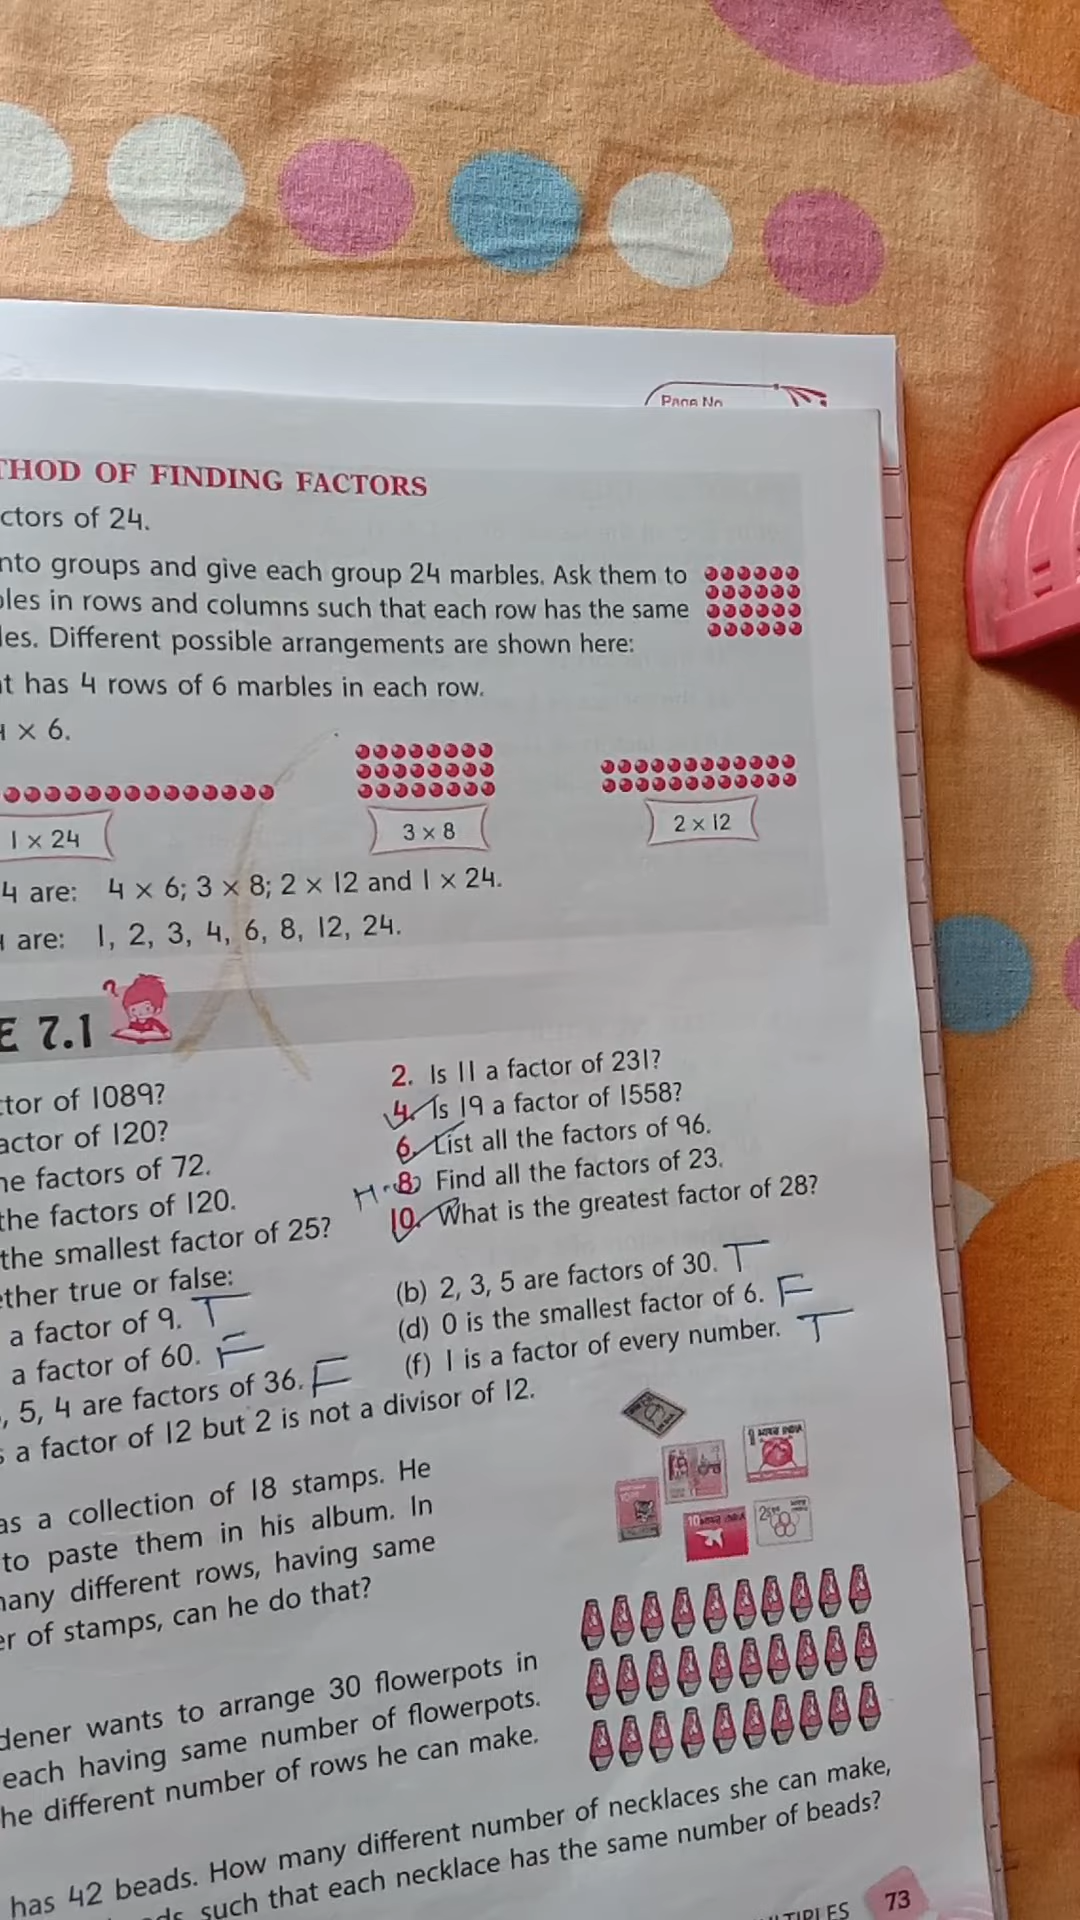 Page No
THOD OF FINDING FACTORS
ctors of 24.
nto groups and give each group 24 marbles. Ask them to
les in rows and columns such that each row has the same
les. Different possible arrangements are shown here:
t has 4 rows of 6 marbles in each row.
× 6.
1 × 24
3 × 8
2 × 12
4 are: 4 × 6; 3 × 8; 2 × 12 and 1 × 24.
are: 1, 2, 3, 4, 6, 8, 12, 24.
?
E 7.1
ctor of 1089?
2. Is 11 a factor of 231?
actor of 120?
4. Is 19 a factor of 1558?
he factors of 72.
6. List all the factors of 96.
the factors of 120.
H.8 Find all the factors of 23.
the smallest factor of 25?
10. What is the greatest factor of 28?
ether true or false:
a factor of 9. T
(b) 2, 3, 5 are factors of 30. T
a factor of 60. F
(d) 0 is the smallest factor of 6. F
, 5, 4 are factors of 36. F
(f) 1 is a factor of every number. T
s a factor of 12 but 2 is not a divisor of 12.
as a collection of 18 stamps. He
to paste them in his album. In
many different rows, having same
er of stamps, can he do that?
dener wants to arrange 30 flowerpots in
each having same number of flowerpots.
he different number of rows he can make.
has 42 beads. How many different number of necklaces she can make,
such that each necklace has the same number of beads?
73